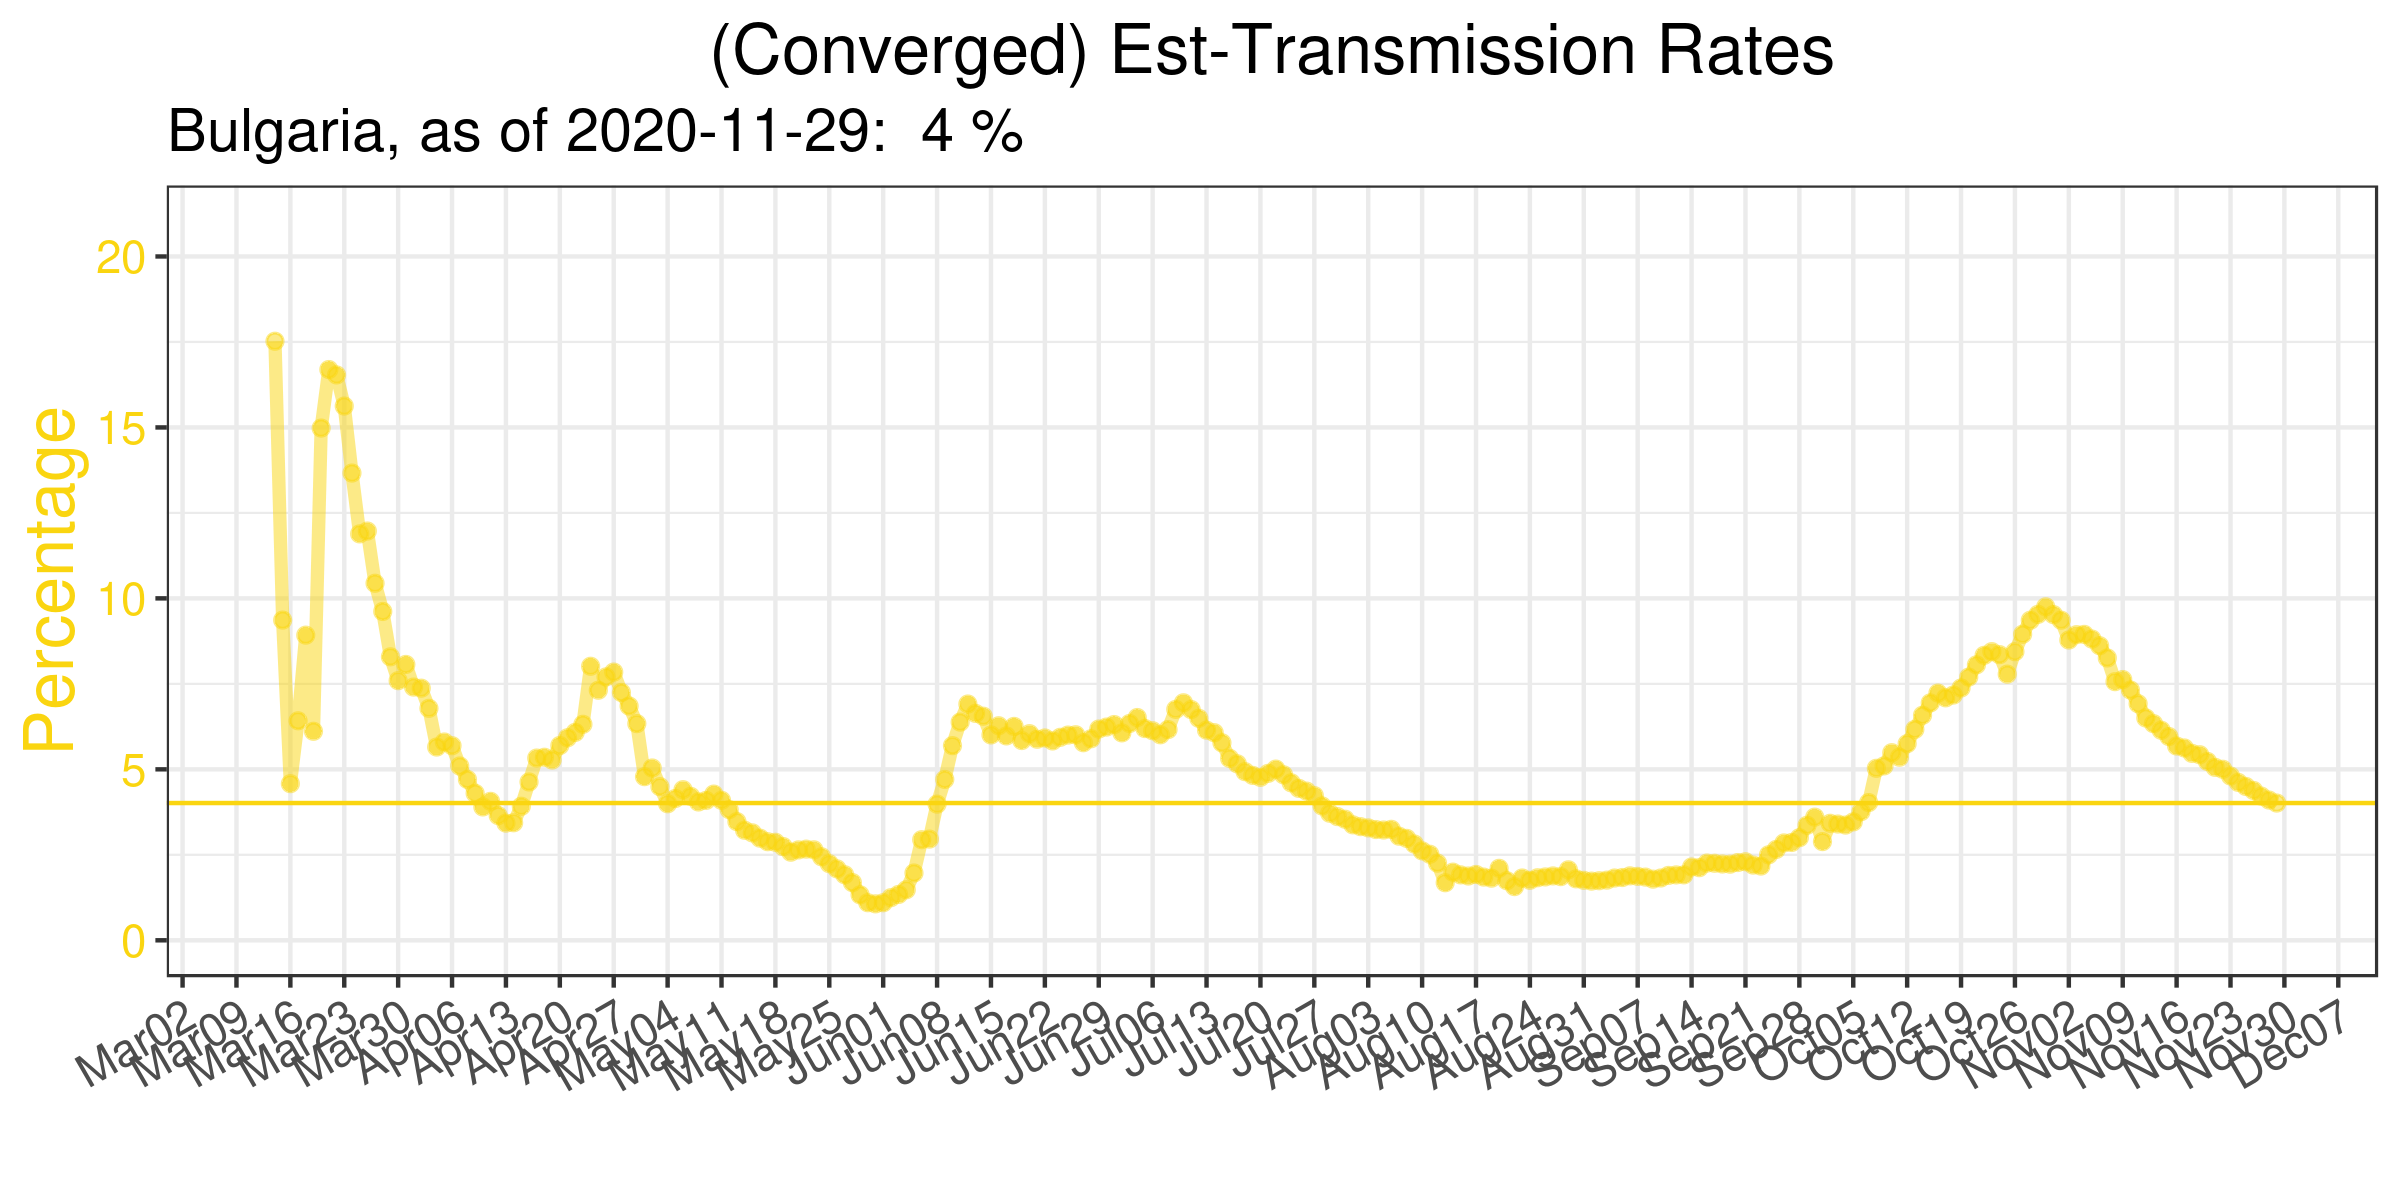 (Converged) Est-Transmission Rates
Bulgaria, as of 2020-11-29:  4 %
Percentage
20
15
10
5
0
Mar02
Mar09
Mar16
Mar23
Mar30
Apr06
Apr13
Apr20
Apr27
May04
May11
May18
May25
Jun01
Jun08
Jun15
Jun22
Jun29
Jul06
Jul13
Jul20
Jul27
Aug03
Aug10
Aug17
Aug24
Aug31
Sep07
Sep14
Sep21
Sep28
Oct05
Oct12
Oct19
Oct26
Nov02
Nov09
Nov16
Nov23
Nov30
Dec07